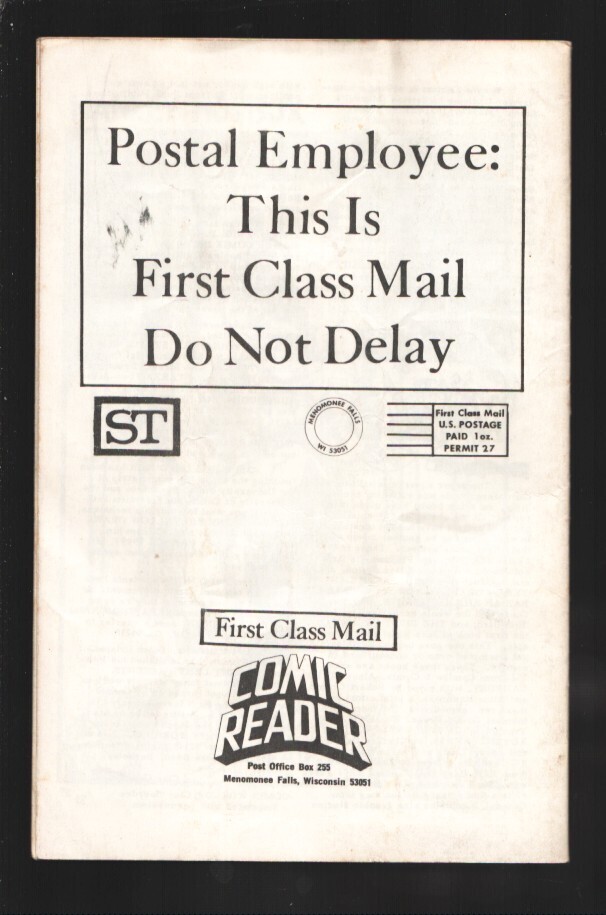 Postal Employee:
This Is
First Class Mail
Do Not Delay
ST
MENOMONEE FALLS
WI 53051
First Class Mail
U.S. POSTAGE
PAID 1oz.
PERMIT 27
First Class Mail
COMIC
READER
Post Office Box 255
Menomonee Falls, Wisconsin 53051